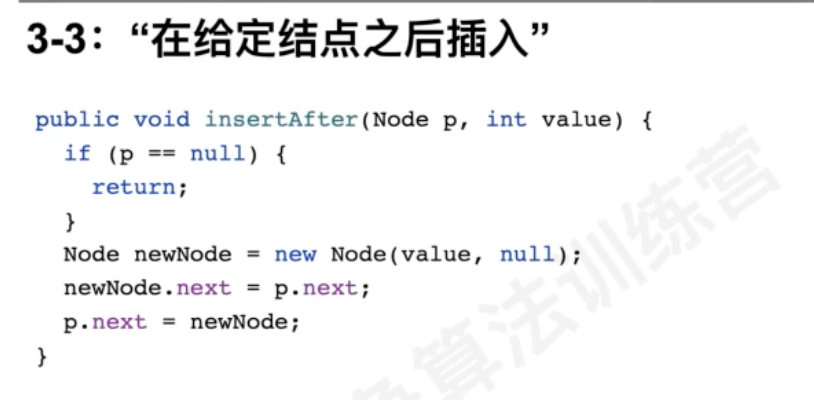 3-3：“在给定结点之后插入”
public void insertAfter(Node p, int value) {
  if (p == null) {
    return;
  }
  Node newNode = new Node(value, null);
  newNode.next = p.next;
  p.next = newNode;
}
算法训练营